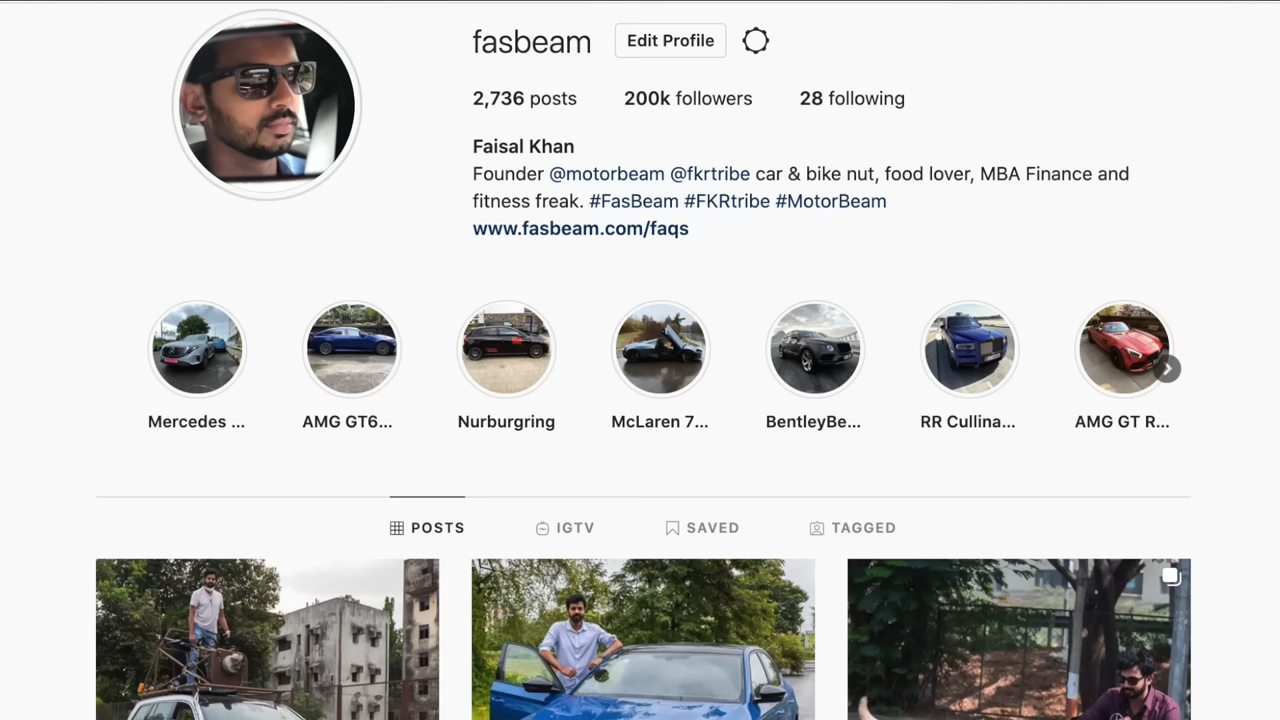 fasbeam Edit Profile
2,736 posts 200k followers 28 following
Faisal Khan
Founder @motorbeam @fkrtribe car & bike nut, food lover, MBA Finance and
fitness freak. #FasBeam #FKRtribe #MotorBeam
www.fasbeam.com/faqs
Mercedes ... AMG GT6... Nurburgring McLaren 7... BentleyBe... RR Cullina... AMG GT R...
POSTS IGTV SAVED TAGGED